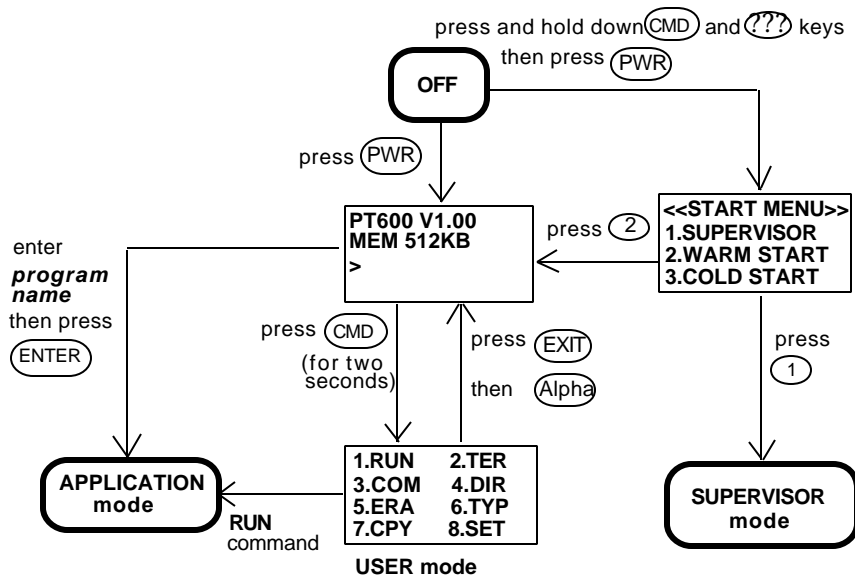 press and hold down CMD and ??? keys
then press PWR
OFF
press PWR
PT600 V1.00
MEM 512KB
>
press 2
<<START MENU>>
1.SUPERVISOR
2.WARM START
3.COLD START
enter
program
name
then press
ENTER
press CMD
(for two
seconds)
press EXIT
then Alpha
press
1
APPLICATION
mode
RUN
command
1.RUN 2.TER
3.COM 4.DIR
5.ERA 6.TYP
7.CPY 8.SET
USER mode
SUPERVISOR
mode